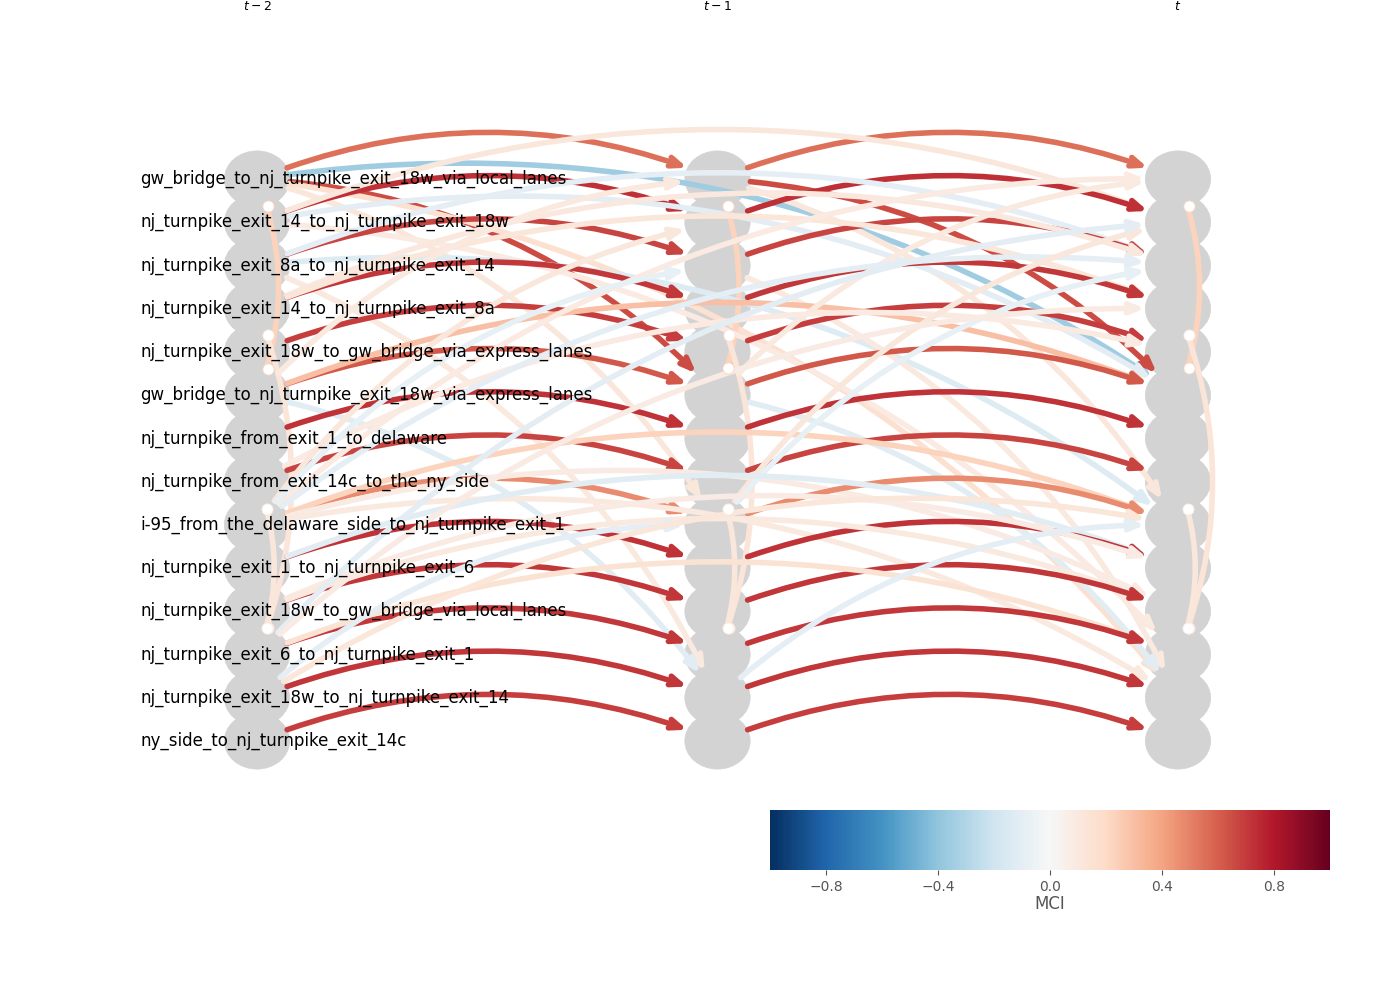 t − 2 t − 1 t
gw_bridge_to_nj_turnpike_exit_18w_via_local_lanes
nj_turnpike_exit_14_to_nj_turnpike_exit_18w
nj_turnpike_exit_8a_to_nj_turnpike_exit_14
nj_turnpike_exit_14_to_nj_turnpike_exit_8a
nj_turnpike_exit_18w_to_gw_bridge_via_express_lanes
gw_bridge_to_nj_turnpike_exit_18w_via_express_lanes
nj_turnpike_from_exit_1_to_delaware
nj_turnpike_from_exit_14c_to_the_ny_side
i-95_from_the_delaware_side_to_nj_turnpike_exit_1
nj_turnpike_exit_1_to_nj_turnpike_exit_6
nj_turnpike_exit_18w_to_gw_bridge_via_local_lanes
nj_turnpike_exit_6_to_nj_turnpike_exit_1
nj_turnpike_exit_18w_to_nj_turnpike_exit_14
ny_side_to_nj_turnpike_exit_14c
−0.8 −0.4 0.0 0.4 0.8
MCI